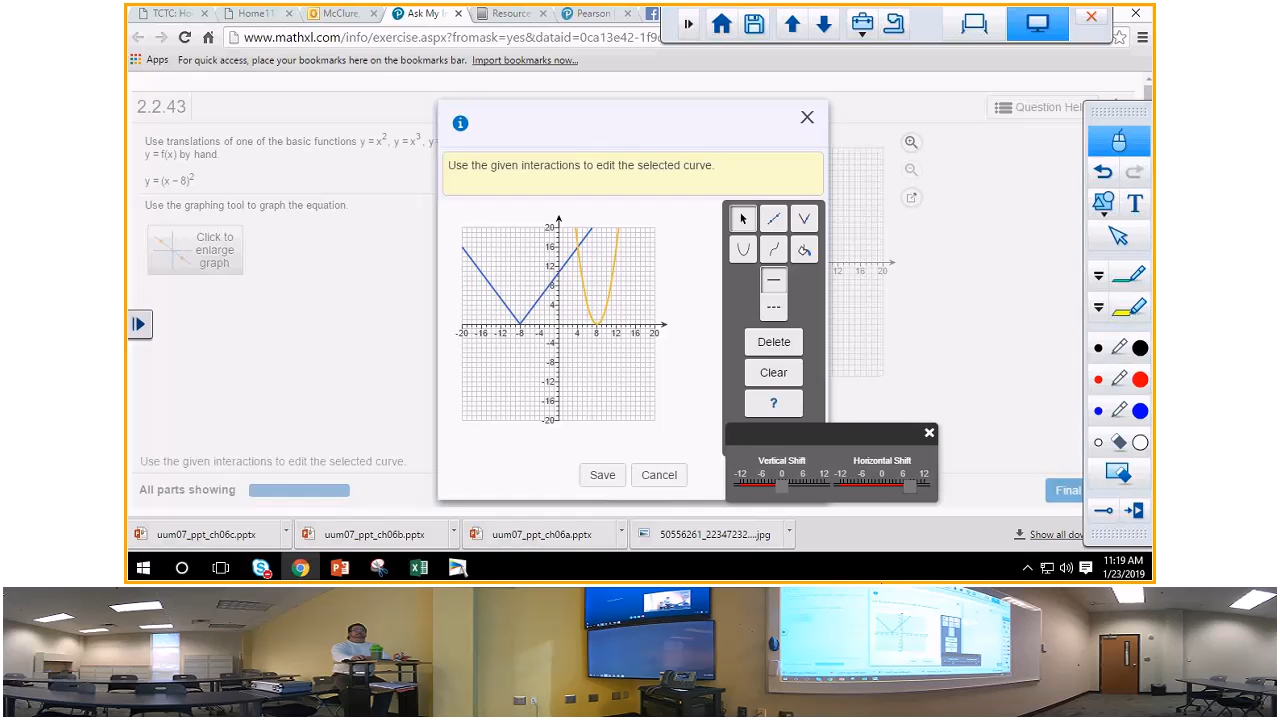 TCTC: Ho
Home11
McClure,
Ask My I
Resource
Pearson
www.mathxl.com/info/exercise.aspx?fromask=yes&dataid=0ca13e42-1f9
Apps
For quick access, place your bookmarks here on the bookmarks bar.
Import bookmarks now...
2.2.43
Question Hel
Use translations of one of the basic functions y = x², y = x³, y
y = f(x) by hand.
y = (x − 8)²
Use the graphing tool to graph the equation.
Click to
enlarge
graph
Use the given interactions to edit the selected curve.
20
16
12
8
4
-20 -16 -12 -8 -4
4 8 12 16 20
-4
-8
-12
-16
-20
12 16 20
T
Delete
Clear
?
Vertical Shift
Horizontal Shift
-12 -6 0 6 12
-12 -6 0 6 12
Save
Cancel
Use the given interactions to edit the selected curve.
All parts showing
Final
uum07_ppt_ch06c.pptx
uum07_ppt_ch06b.pptx
uum07_ppt_ch06a.pptx
50556261_22347232....jpg
Show all dow
11:19 AM
1/23/2019